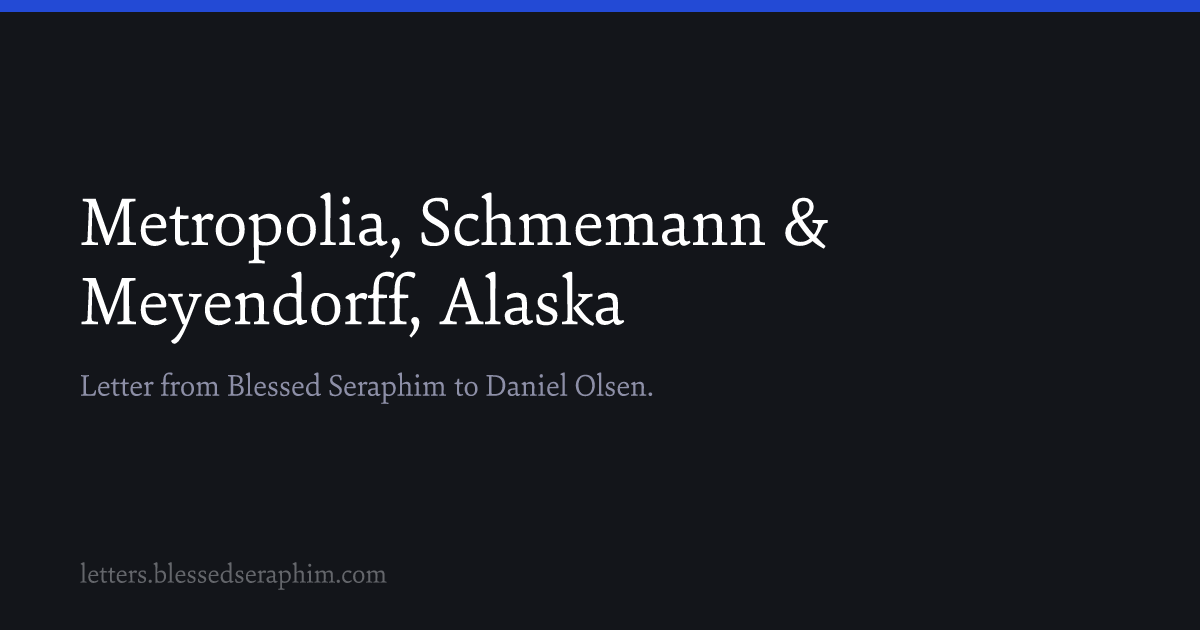 Metropolia, Schmemann &
Meyendorff, Alaska
Letter from Blessed Seraphim to Daniel Olsen.
letters.blessedseraphim.com